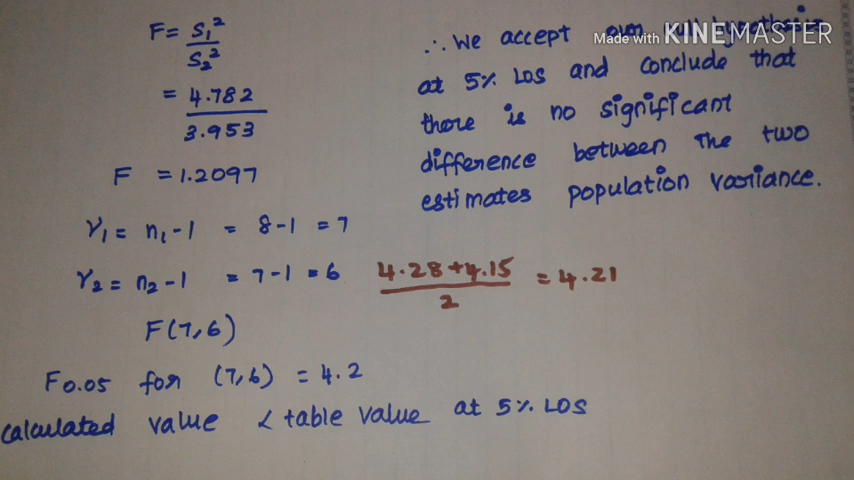 F = S₁²
S₂²
= 4.782
3.953
F = 1.2097
γ₁ = n₁-1 = 8-1 = 7
γ₂ = n₂-1 = 7-1 = 6
F(7,6)
F0.05 for (7,6) = 4.2
calculated value < table value at 5% LOS
∴ We accept
at 5% LOS and conclude that
there is no significant
difference between the two
estimates population variance.
4.28+4.15
2
= 4.21
Made with KINEMASTER